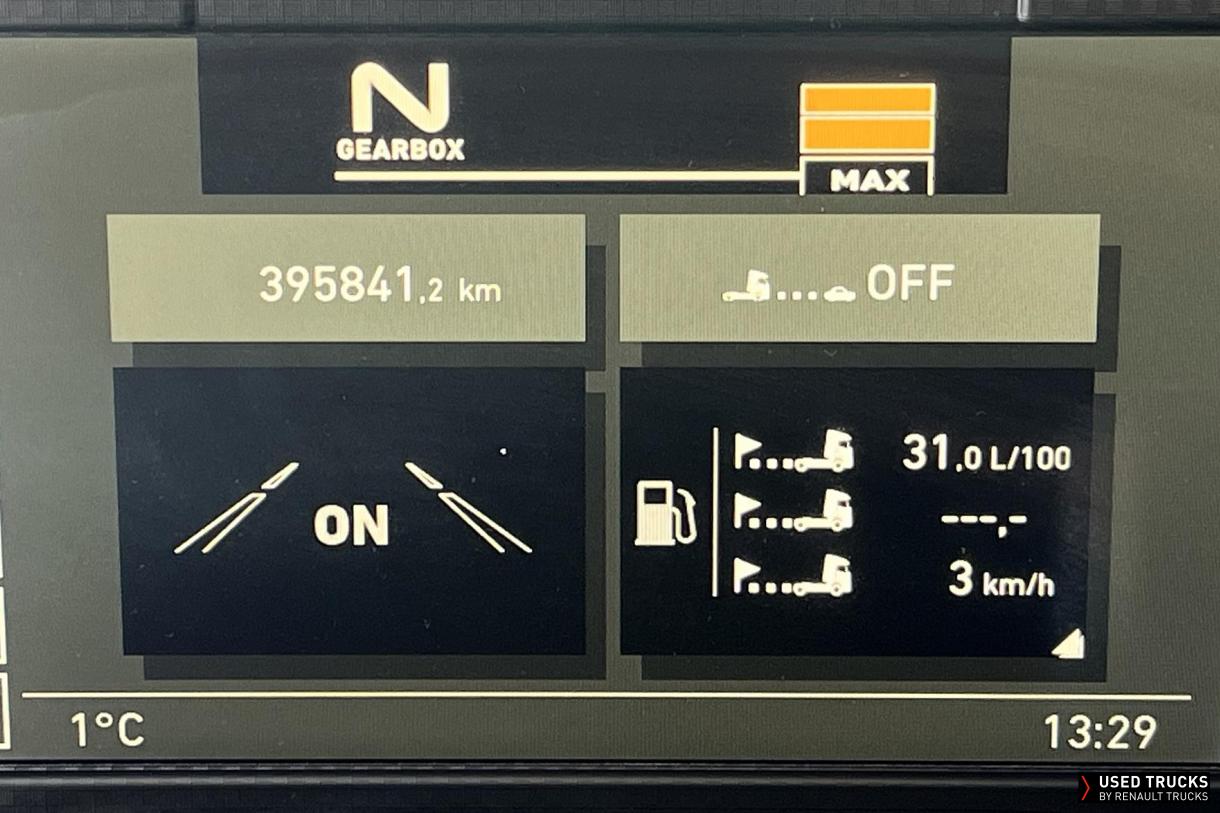 N
GEARBOX
MAX
395841,2 km
OFF
ON
31,0 L/100
---,-
3 km/h
1°C
13:29
USED TRUCKS
BY RENAULT TRUCKS